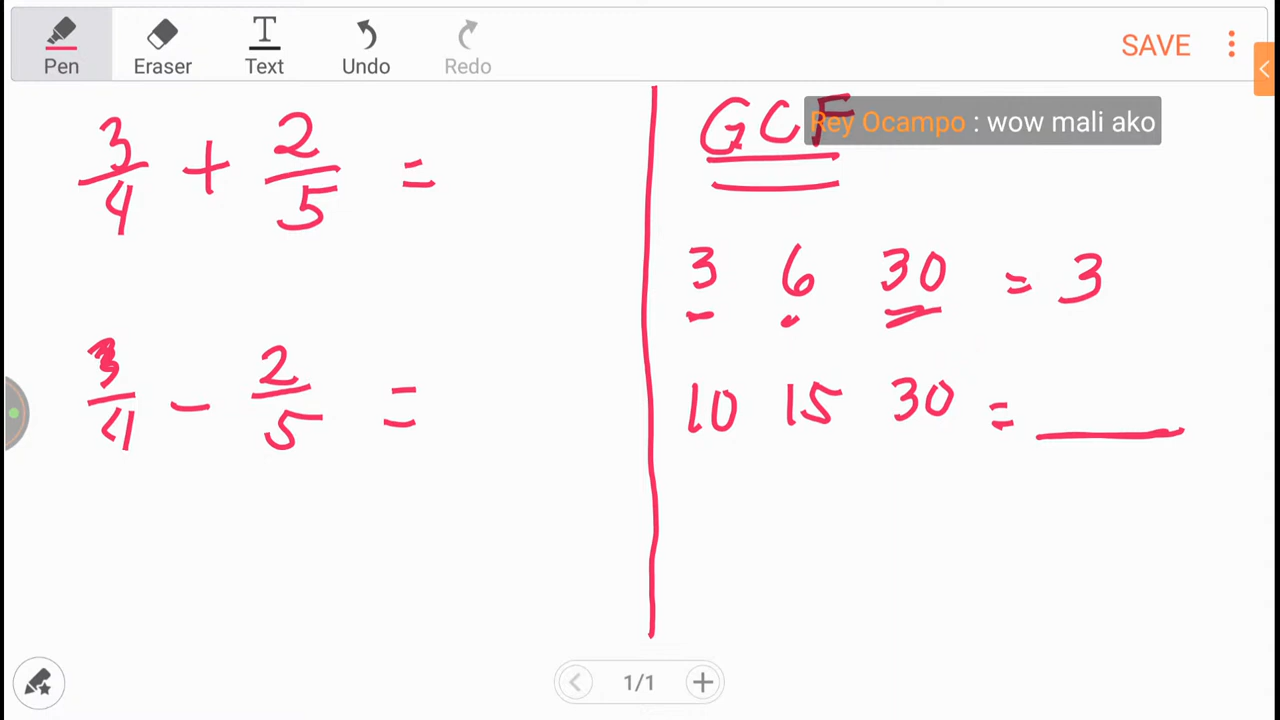 Pen Eraser Text Undo Redo SAVE
GCF
Rey Ocampo : wow mali ako
3/4 + 2/5 =
3/4 - 2/5 =
3 6 30 = 3
10 15 30 = ____
1/1